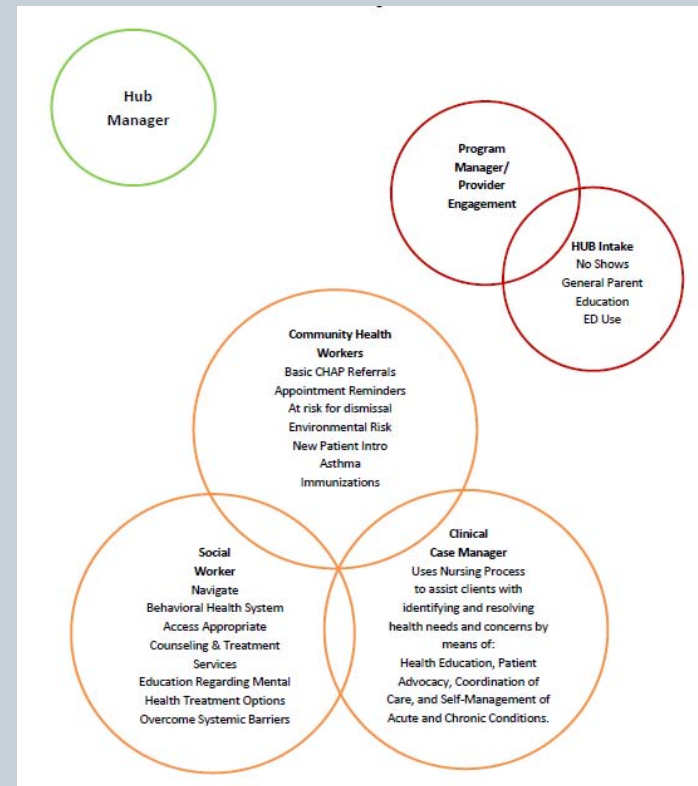 Hub
Manager
Program
Manager/
Provider
Engagement
HUB Intake
No Shows
General Parent
Education
ED Use
Community Health
Workers
Basic CHAP Referrals
Appointment Reminders
At risk for dismissal
Environmental Risk
New Patient Intro
Asthma
Immunizations
Social
Worker
Navigate
Behavioral Health System
Access Appropriate
Counseling & Treatment
Services
Education Regarding Mental
Health Treatment Options
Overcome Systemic Barriers
Clinical
Case Manager
Uses Nursing Process
to assist clients with
identifying and resolving
health needs and concerns by
means of:
Health Education, Patient
Advocacy, Coordination of
Care, and Self-Management of
Acute and Chronic Conditions.